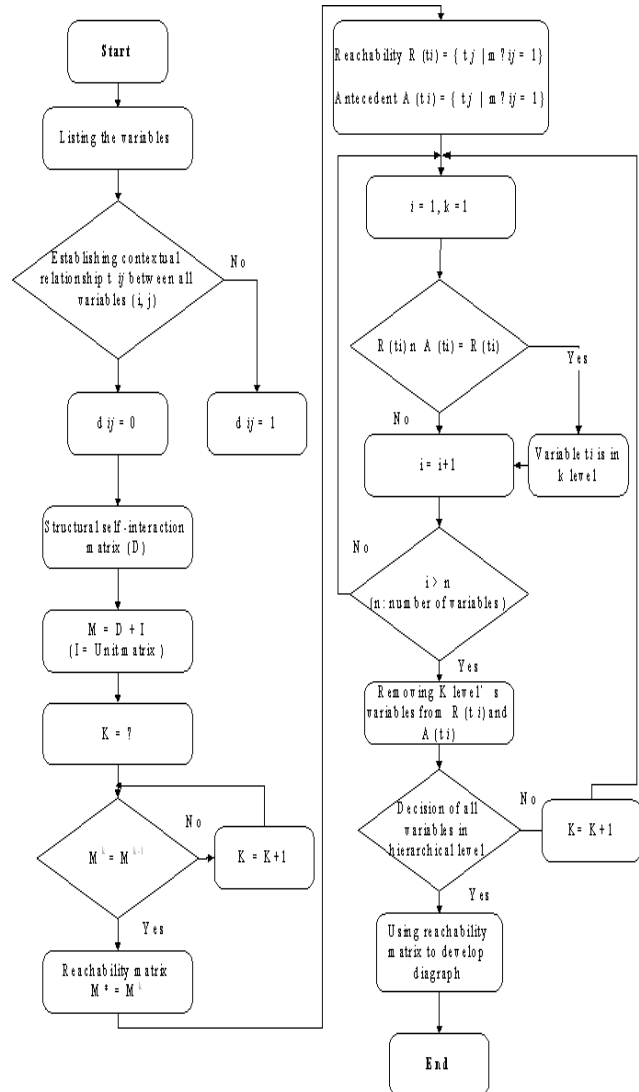 Start
Listing the variables
Establishing contextual
relationship t ij between all
variables (i, j)
No
d ij = 0
d ij = 1
Structural self-interaction
matrix (D)
M = D + I
(I = Unit matrix)
K = ?
M^k = M^k-1
No
K = K+1
Yes
Reachability matrix
M* = M^k
Reachability R (ti) = { tj | m ? ij = 1}
Antecedent A (ti) = { tj | m ? ij = 1}
i = 1, k = 1
R (ti) n A (ti) = R (ti)
Yes
No
Variable ti is in
k level
i = i+1
No
i > n
(n: number of variables)
Yes
Removing K level's
variables from R (ti) and
A (ti)
Decision of all
variables in
hierarchical level
No
K = K+1
Yes
Using reachability
matrix to develop
diagraph
End